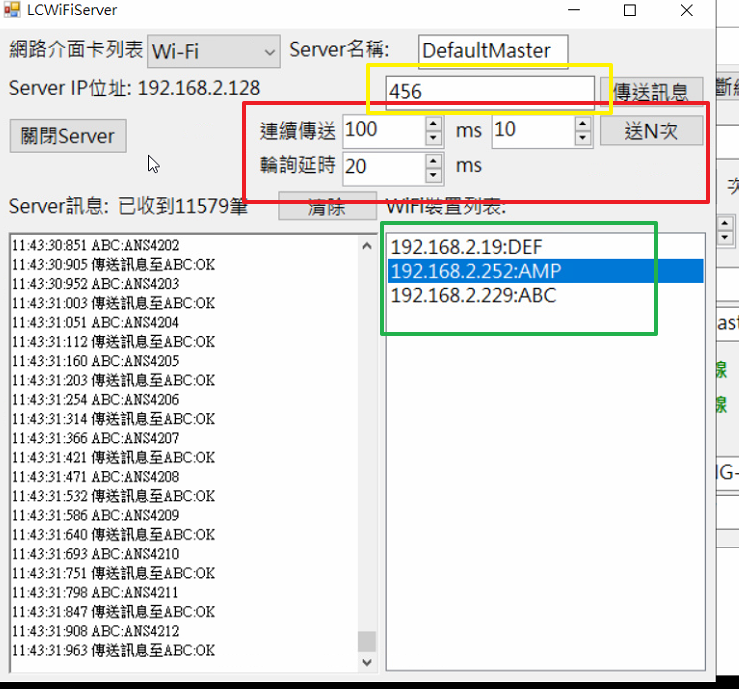 LCWiFiServer
網路介面卡列表 Wi-Fi Server名稱: DefaultMaster
Server IP位址: 192.168.2.128 456 傳送訊息 斷
關閉Server 連續傳送 100 ms 10 送N次
輪詢延時 20 ms 次
Server訊息: 已收到11579筆 清除 WiFi裝置列表:
11:43:30:851 ABC:ANS4202
11:43:30:905 傳送訊息至ABC:OK
11:43:30:952 ABC:ANS4203
11:43:31:003 傳送訊息至ABC:OK
11:43:31:051 ABC:ANS4204
11:43:31:112 傳送訊息至ABC:OK
11:43:31:160 ABC:ANS4205
11:43:31:203 傳送訊息至ABC:OK
11:43:31:254 ABC:ANS4206
11:43:31:314 傳送訊息至ABC:OK
11:43:31:366 ABC:ANS4207
11:43:31:421 傳送訊息至ABC:OK
11:43:31:471 ABC:ANS4208
11:43:31:532 傳送訊息至ABC:OK
11:43:31:586 ABC:ANS4209
11:43:31:640 傳送訊息至ABC:OK
11:43:31:693 ABC:ANS4210
11:43:31:751 傳送訊息至ABC:OK
11:43:31:798 ABC:ANS4211
11:43:31:847 傳送訊息至ABC:OK
11:43:31:908 ABC:ANS4212
11:43:31:963 傳送訊息至ABC:OK
192.168.2.19:DEF
192.168.2.252:AMP
192.168.2.229:ABC
ast
線
線
IG-